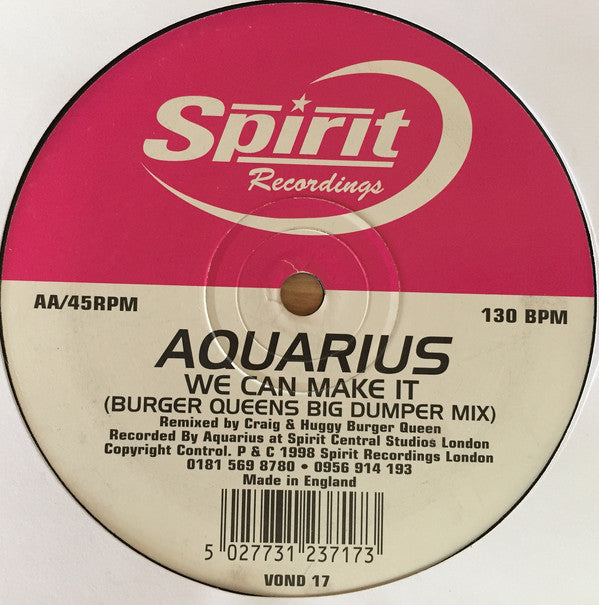 Spirit
Recordings
AA/45RPM
130 BPM
AQUARIUS
WE CAN MAKE IT
(BURGER QUEENS BIG DUMPER MIX)
Remixed by Craig & Huggy Burger Queen
Recorded By Aquarius at Spirit Central Studios London
Copyright Control. P & C 1998 Spirit Recordings London
0181 569 8780 • 0956 914 193
Made in England
5 027731 237173
VOND 17